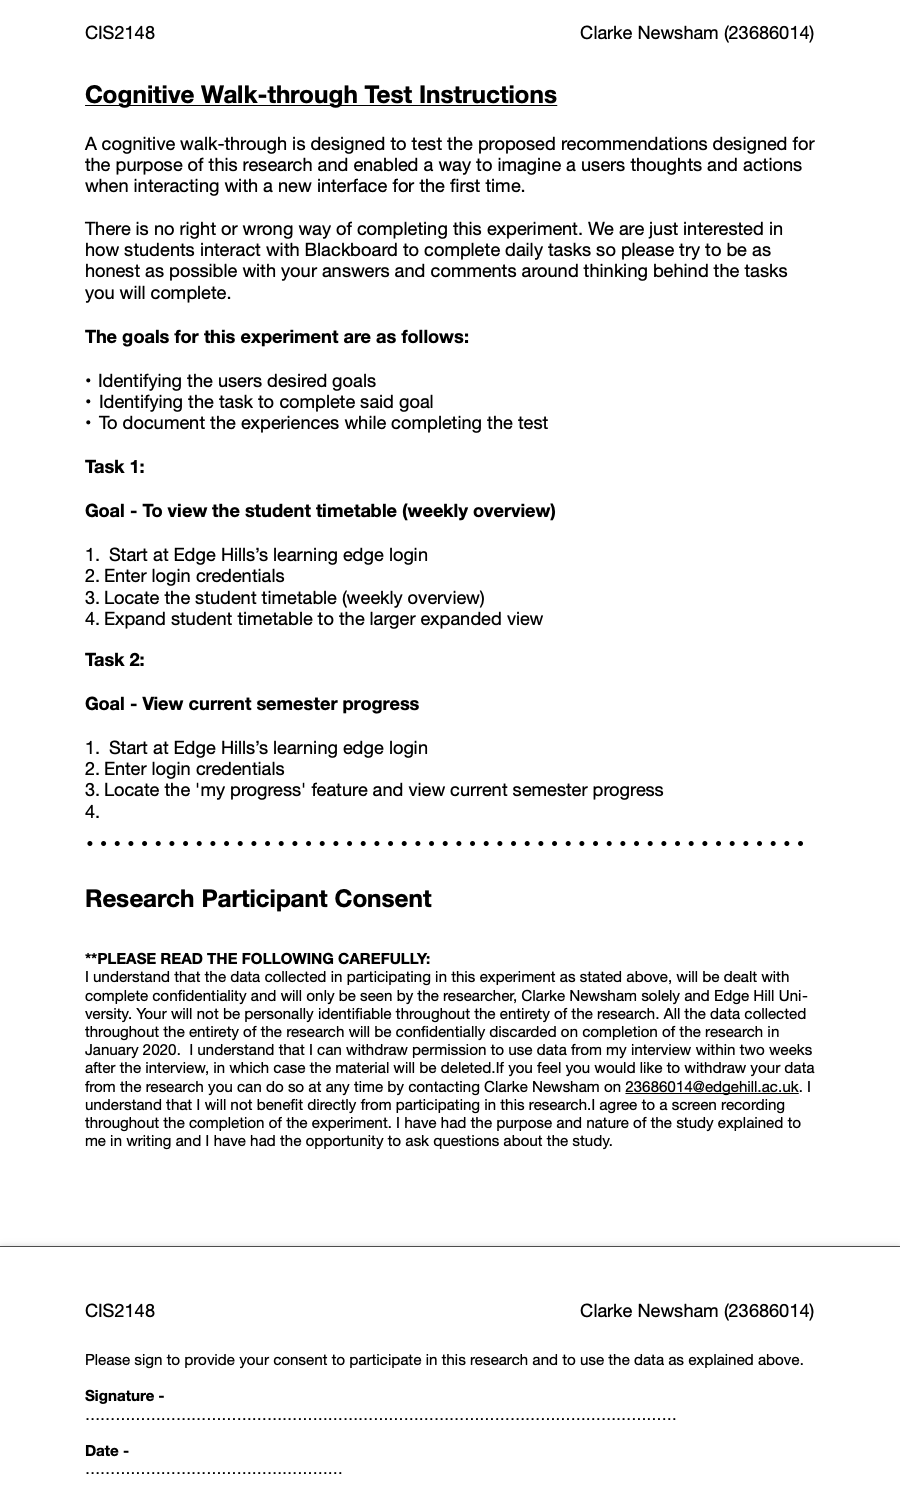 CIS2148 Clarke Newsham (23686014)
Cognitive Walk-through Test Instructions
A cognitive walk-through is designed to test the proposed recommendations designed for
the purpose of this research and enabled a way to imagine a users thoughts and actions
when interacting with a new interface for the first time.
There is no right or wrong way of completing this experiment. We are just interested in
how students interact with Blackboard to complete daily tasks so please try to be as
honest as possible with your answers and comments around thinking behind the tasks
you will complete.
The goals for this experiment are as follows:
• Identifying the users desired goals
• Identifying the task to complete said goal
• To document the experiences while completing the test
Task 1:
Goal - To view the student timetable (weekly overview)
1. Start at Edge Hills’s learning edge login
2. Enter login credentials
3. Locate the student timetable (weekly overview)
4. Expand student timetable to the larger expanded view
Task 2:
Goal - View current semester progress
1. Start at Edge Hills’s learning edge login
2. Enter login credentials
3. Locate the 'my progress' feature and view current semester progress
4.
Research Participant Consent
**PLEASE READ THE FOLLOWING CAREFULLY:
I understand that the data collected in participating in this experiment as stated above, will be dealt with
complete confidentiality and will only be seen by the researcher, Clarke Newsham solely and Edge Hill Uni-
versity. Your will not be personally identifiable throughout the entirety of the research. All the data collected
throughout the entirety of the research will be confidentially discarded on completion of the research in
January 2020. I understand that I can withdraw permission to use data from my interview within two weeks
after the interview, in which case the material will be deleted.If you feel you would like to withdraw your data
from the research you can do so at any time by contacting Clarke Newsham on 23686014@edgehill.ac.uk. I
understand that I will not benefit directly from participating in this research.I agree to a screen recording
throughout the completion of the experiment. I have had the purpose and nature of the study explained to
me in writing and I have had the opportunity to ask questions about the study.
CIS2148 Clarke Newsham (23686014)
Please sign to provide your consent to participate in this research and to use the data as explained above.
Signature -
Date -